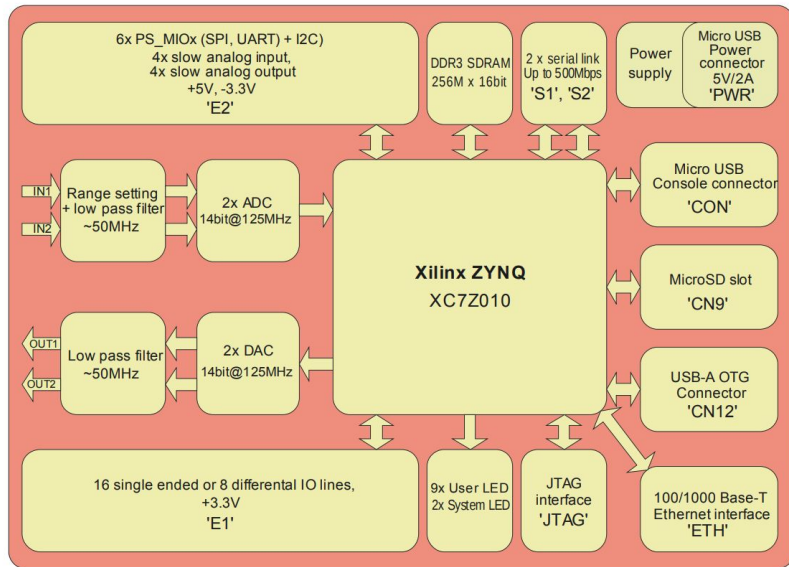 6x PS_MIOx (SPI, UART) + I2C)
4x slow analog input,
4x slow analog output
+5V, -3.3V
'E2'
DDR3 SDRAM
256M x 16bit
2 x serial link
Up to 500Mbps
'S1', 'S2'
Power
supply
Micro USB
Power
connector
5V/2A
'PWR'
IN1
IN2
Range setting
+ low pass filter
~50MHz
2x ADC
14bit@125MHz
Xilinx ZYNQ
XC7Z010
Micro USB
Console connector
'CON'
MicroSD slot
'CN9'
OUT1
OUT2
Low pass filter
~50MHz
2x DAC
14bit@125MHz
USB-A OTG
Connector
'CN12'
16 single ended or 8 differental IO lines,
+3.3V
'E1'
9x User LED
2x System LED
JTAG
interface
'JTAG'
100/1000 Base-T
Ethernet interface
'ETH'